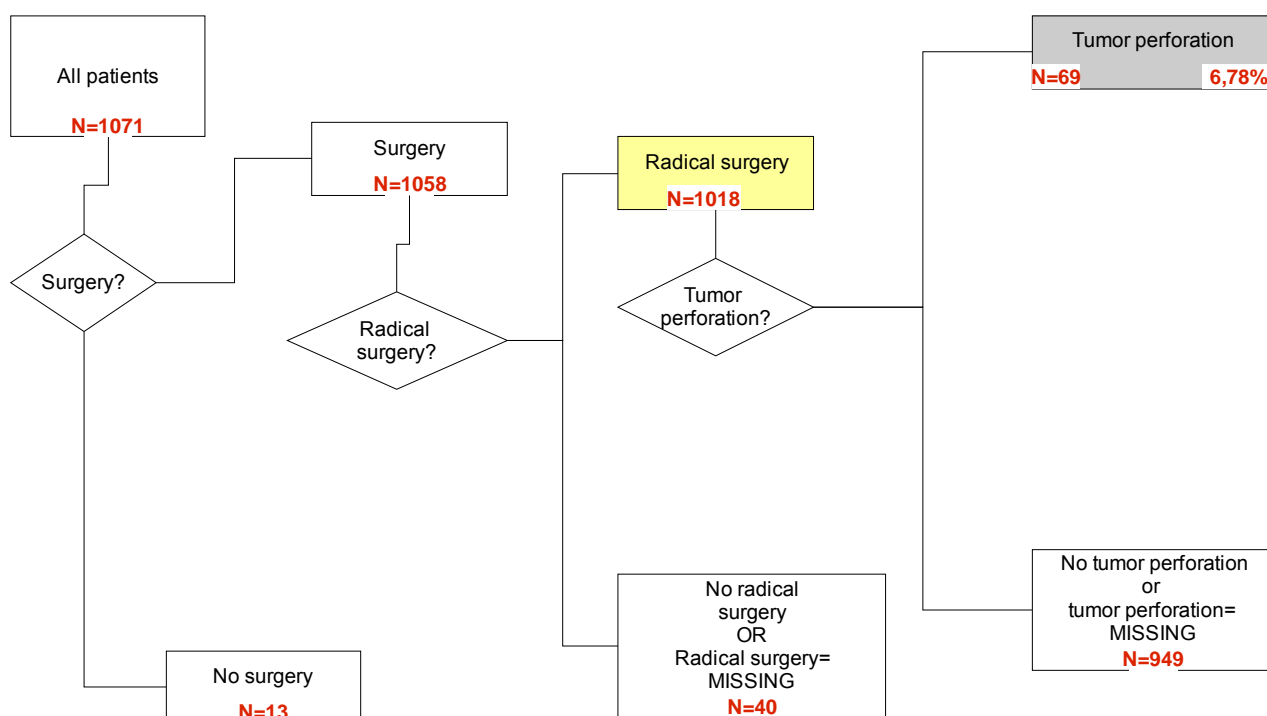 All patients
N=1071
Surgery?
Surgery
N=1058
Radical
surgery?
Radical surgery
N=1018
Tumor
perforation?
Tumor perforation
N=69 6,78%
No surgery
N=13
No radical
surgery
OR
Radical surgery=
MISSING
N=40
No tumor perforation
or
tumor perforation=
MISSING
N=949